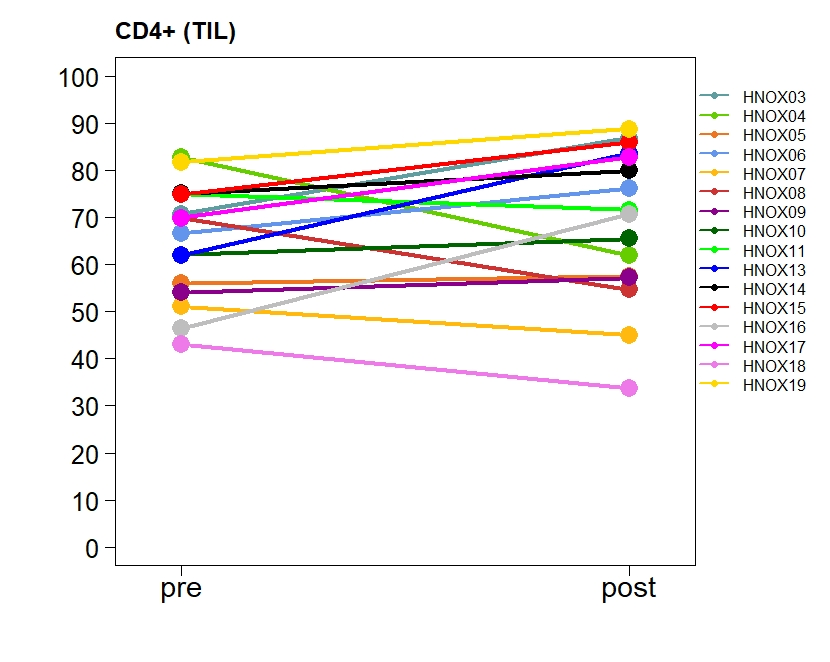 CD4+ (TIL)
100
90
80
70
60
50
40
30
20
10
0
pre
post
HNOX03
HNOX04
HNOX05
HNOX06
HNOX07
HNOX08
HNOX09
HNOX10
HNOX11
HNOX13
HNOX14
HNOX15
HNOX16
HNOX17
HNOX18
HNOX19